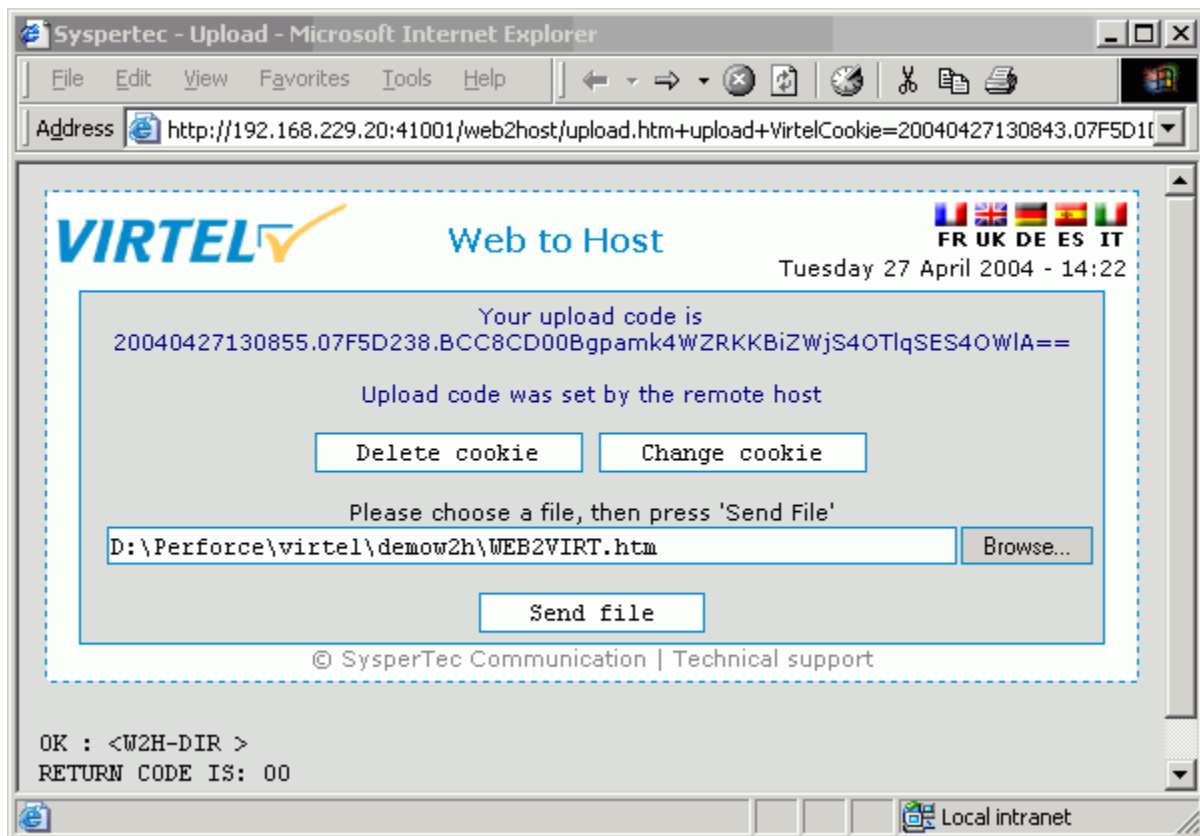 Syspertec - Upload - Microsoft Internet Explorer
File Edit View Favorites Tools Help
Address http://192.168.229.20:41001/web2host/upload.htm+upload+VirtelCookie=20040427130843.07F5D1
VIRTEL
Web to Host
FR UK DE ES IT
Tuesday 27 April 2004 - 14:22
Your upload code is
20040427130855.07F5D238.BCC8CD00Bgpamk4WZRKKBiZWjS4OTlqSES4OWlA==
Upload code was set by the remote host
Delete cookie Change cookie
Please choose a file, then press 'Send File'
D:\Perforce\virtel\demow2h\WEB2VIRT.htm Browse...
Send file
© SysperTec Communication | Technical support
OK : <W2H-DIR >
RETURN CODE IS: 00
Local intranet